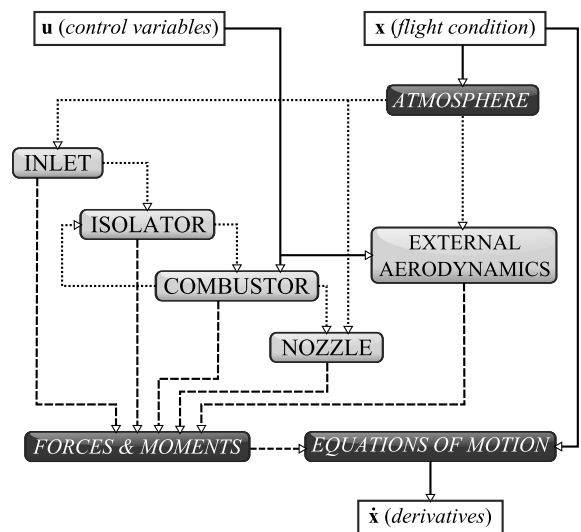 u (control variables)
x (flight condition)
ATMOSPHERE
INLET
ISOLATOR
EXTERNAL
AERODYNAMICS
COMBUSTOR
NOZZLE
FORCES & MOMENTS
EQUATIONS OF MOTION
ẋ (derivatives)